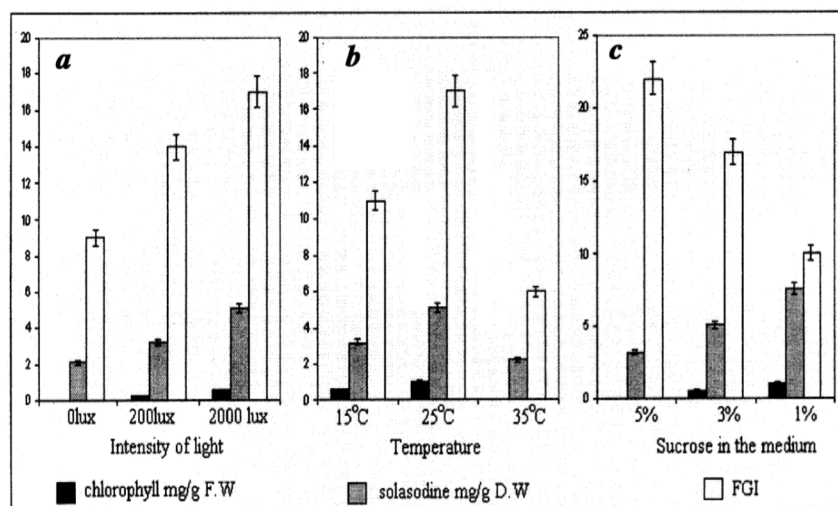 a
20
18
16
14
12
10
8
6
4
2
0
0lux 200lux 2000 lux
Intensity of light
b
20
18
16
14
12
10
8
6
4
2
0
15°C 25°C 35°C
Temperature
c
25
20
15
10
5
0
5% 3% 1%
Sucrose in the medium
chlorophyll mg/g F.W solasodine mg/g D.W FGI